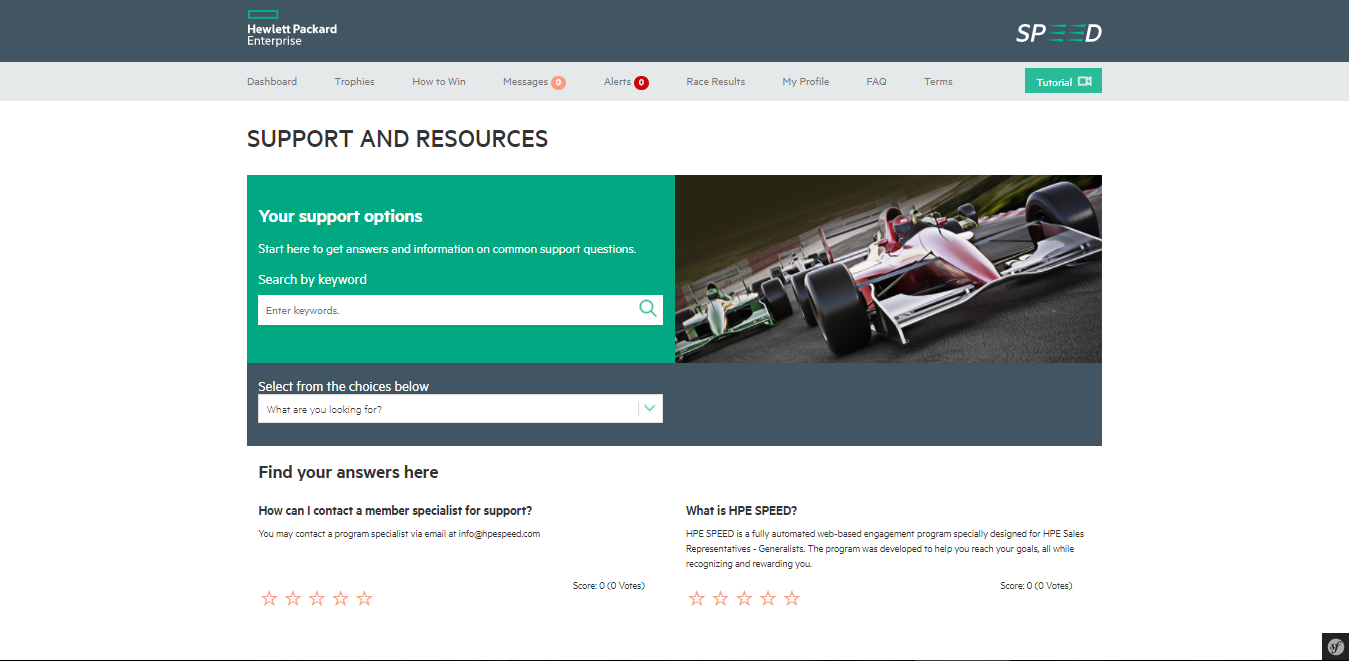 Hewlett Packard
Enterprise
SPEED
Dashboard Trophies How to Win Messages 0 Alerts 0 Race Results My Profile FAQ Terms Tutorial
SUPPORT AND RESOURCES
Your support options
Start here to get answers and information on common support questions.
Search by keyword
Enter keywords.
Select from the choices below
What are you looking for?
Find your answers here
How can I contact a member specialist for support?
You may contact a program specialist via email at info@hpespeed.com
Score: 0 (0 Votes)
What is HPE SPEED?
HPE SPEED is a fully automated web-based engagement program specially designed for HPE Sales
Representatives - Generalists. The program was developed to help you reach your goals, all while
recognizing and rewarding you.
Score: 0 (0 Votes)
sf